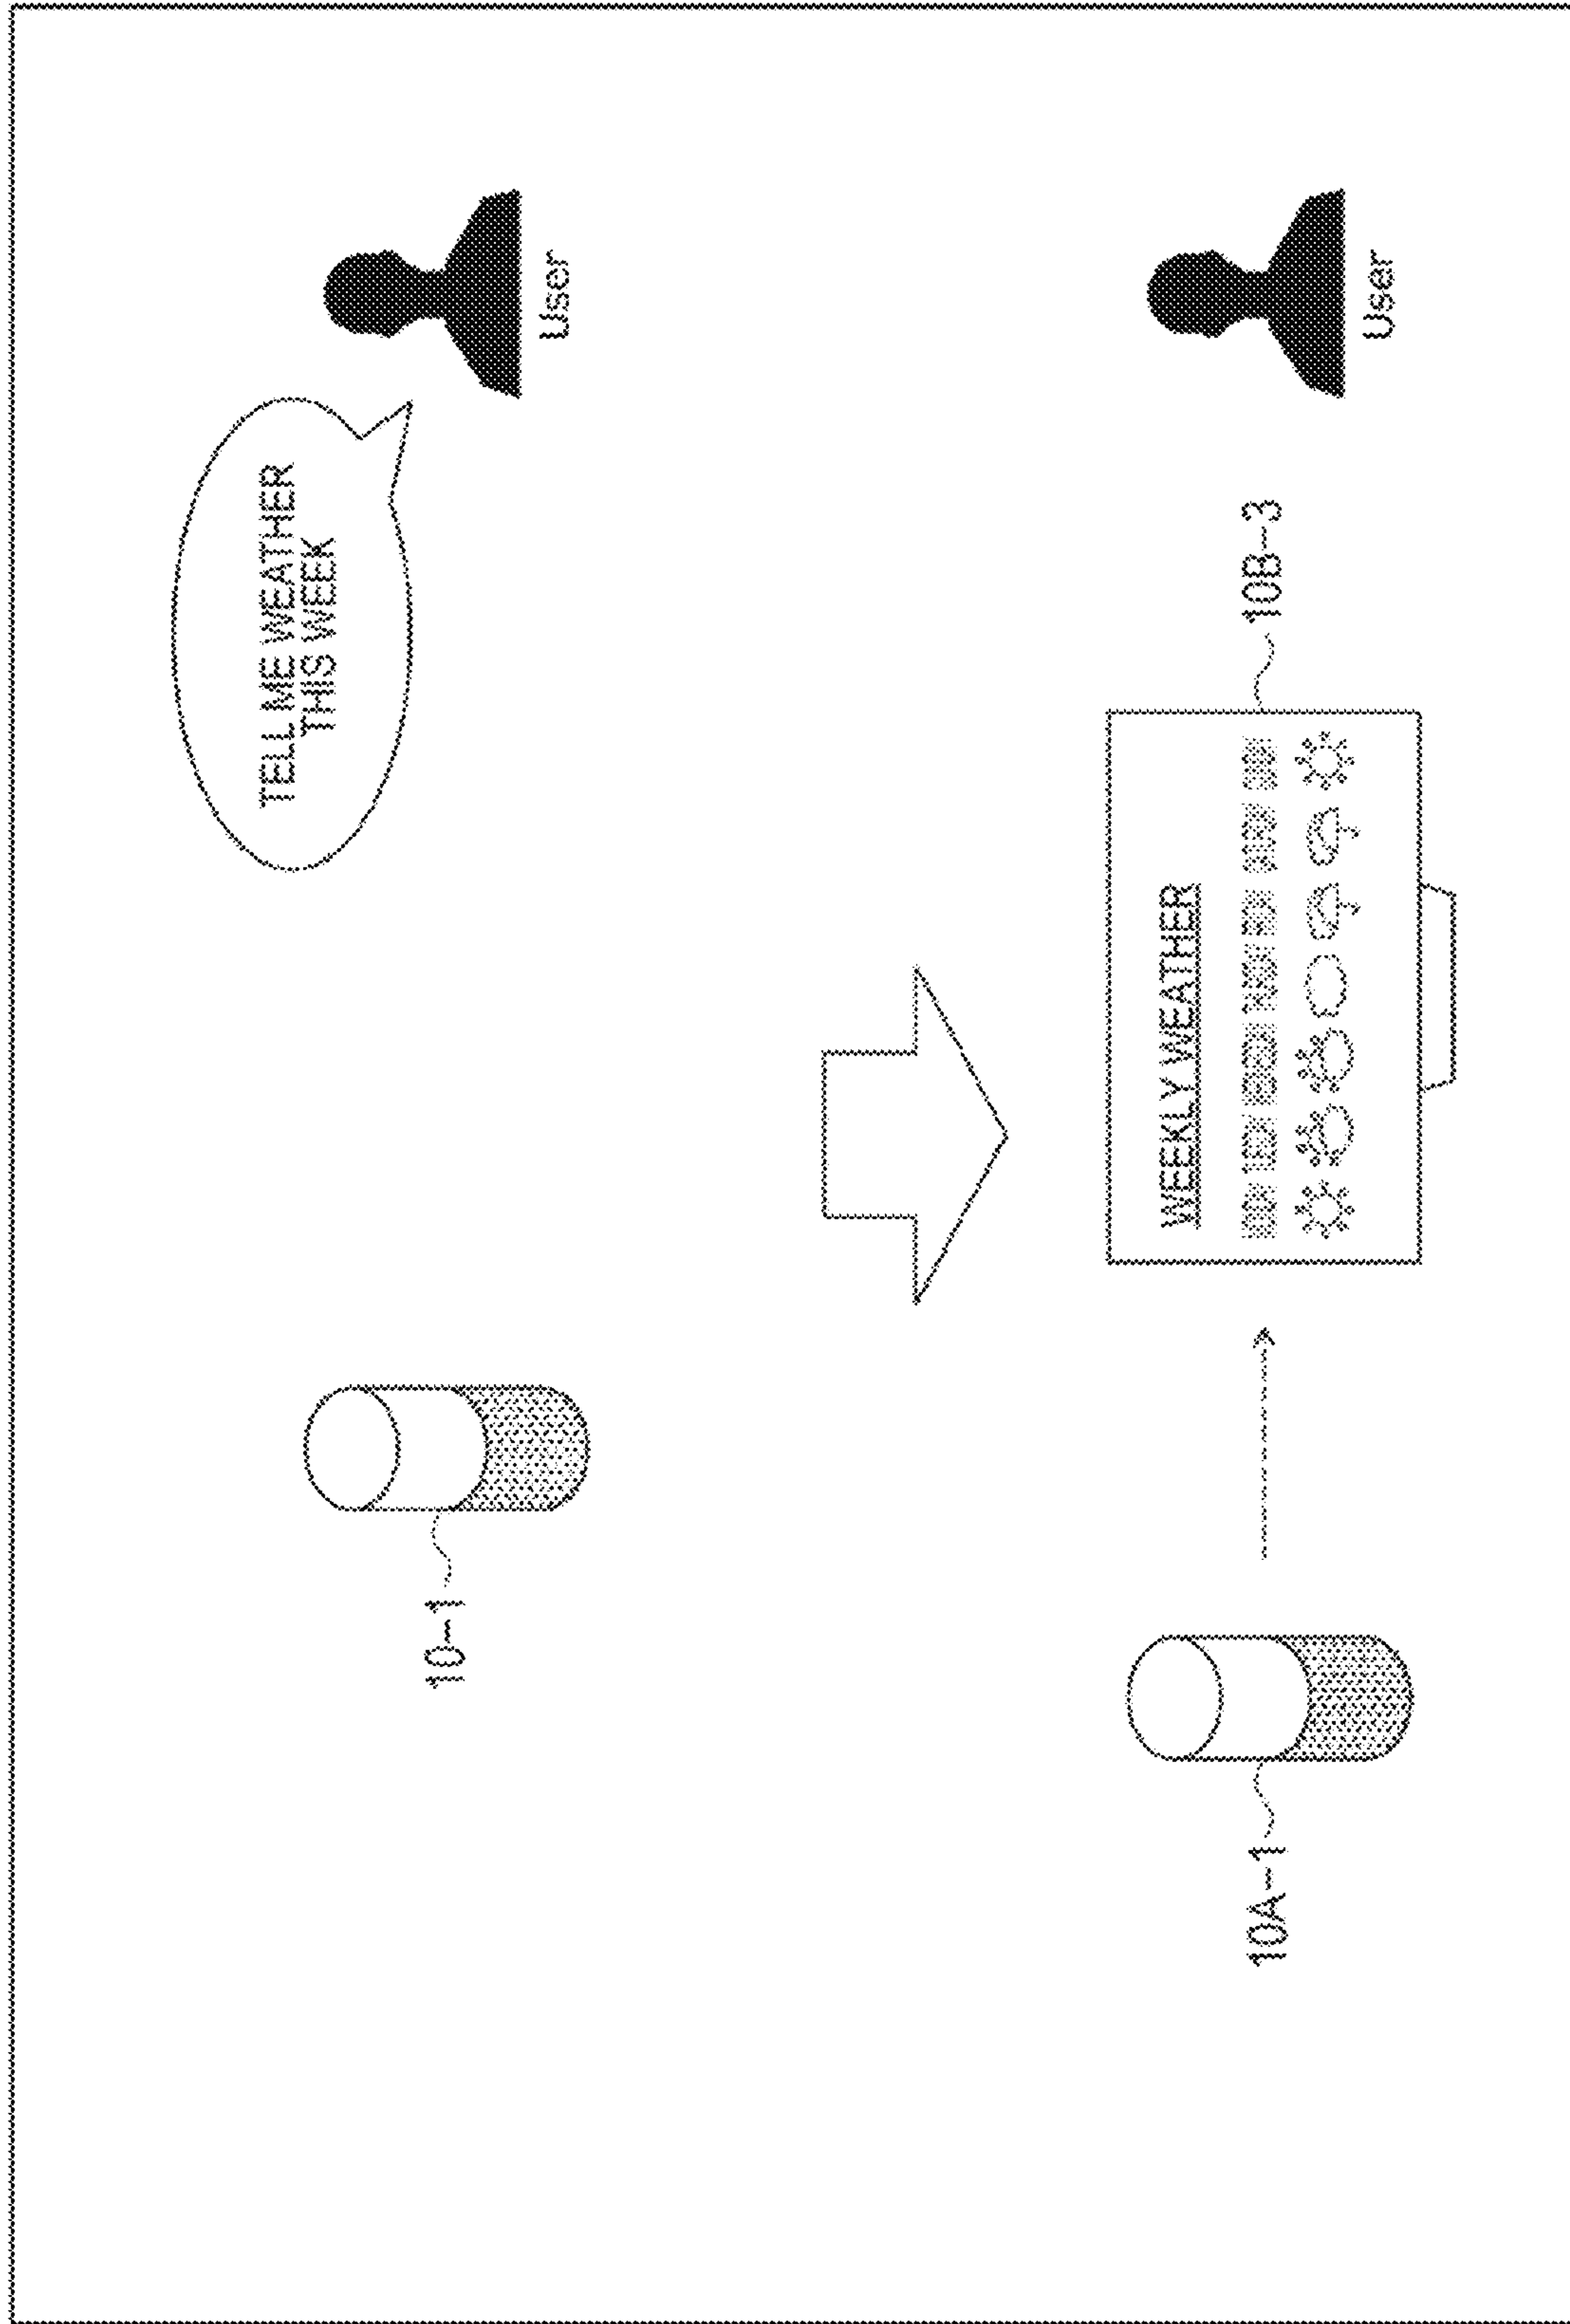 TELL ME WEATHER
THIS WEEK
10-1
User
WEEKLY WEATHER
10A-1
10B-3
User